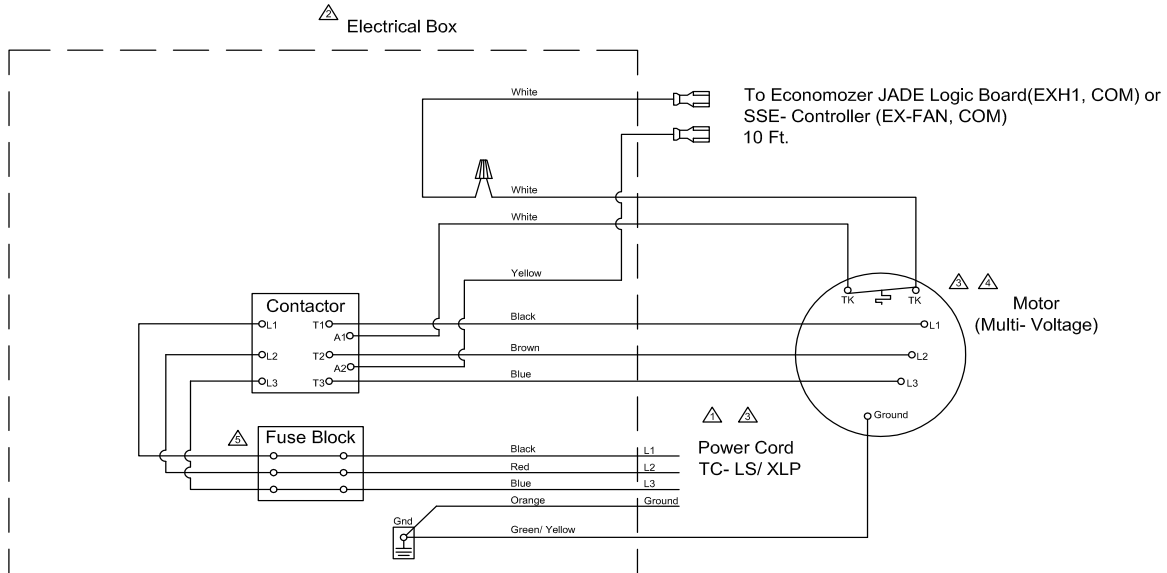 2
Electrical Box
White
To Economozer JADE Logic Board(EXH1, COM) or
SSE- Controller (EX-FAN, COM)
10 Ft.
White
White
Yellow
TK
TK
3
4
Motor
(Multi- Voltage)
Contactor
L1
T1
Black
L1
A1
L2
T2
Brown
L2
A2
L3
T3
Blue
L3
1
3
Ground
5
Fuse Block
Power Cord
TC- LS/ XLP
Black
L1
Red
L2
Blue
L3
Orange
Ground
Gnd
Green/ Yellow